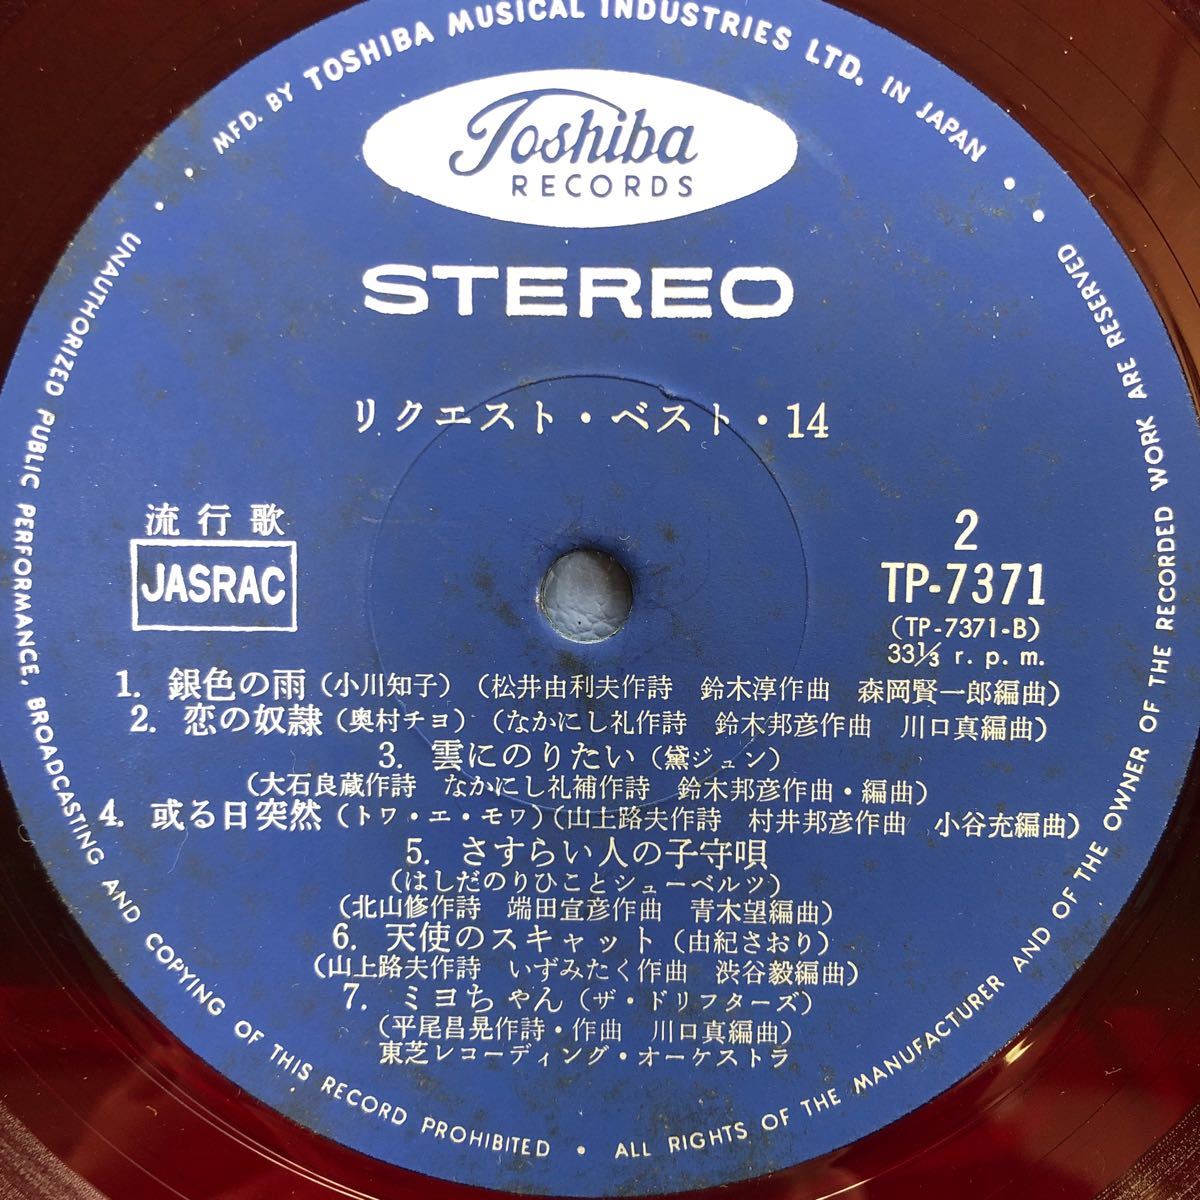 MFD. BY TOSHIBA MUSICAL INDUSTRIES LTD. IN JAPAN
Toshiba
RECORDS
STEREO
リクエスト・ベスト・14
流行歌
JASRAC
2
TP-7371
(TP-7371-B)
33⅓ r. p. m.
1. 銀色の雨(小川知子)(松井由利夫作詩 鈴木淳作曲 森岡賢一郎編曲)
2. 恋の奴隷(奥村チヨ)(なかにし礼作詩 鈴木邦彦作曲 川口真編曲)
3. 雲にのりたい(黛ジュン)
(大石良蔵作詩 なかにし礼補作詩 鈴木邦彦作曲・編曲)
4. 或る日突然(トワ・エ・モワ)(山上路夫作詩 村井邦彦作曲 小谷充編曲)
5. さすらい人の子守唄
(はしだのりひことシューベルツ)
(北山修作詩 端田宣彦作曲 青木望編曲)
6. 天使のスキャット(由紀さおり)
(山上路夫作詩 いずみたく作曲 渋谷毅編曲)
7. ミヨちゃん(ザ・ドリフターズ)
(平尾昌晃作詩・作曲 川口真編曲)
東芝レコーディング・オーケストラ
UNAUTHORIZED PUBLIC PERFORMANCE, BROADCASTING AND COPYING OF THIS RECORD PROHIBITED • ALL RIGHTS OF THE MANUFACTURER AND OF THE OWNER OF THE RECORDED WORK ARE RESERVED